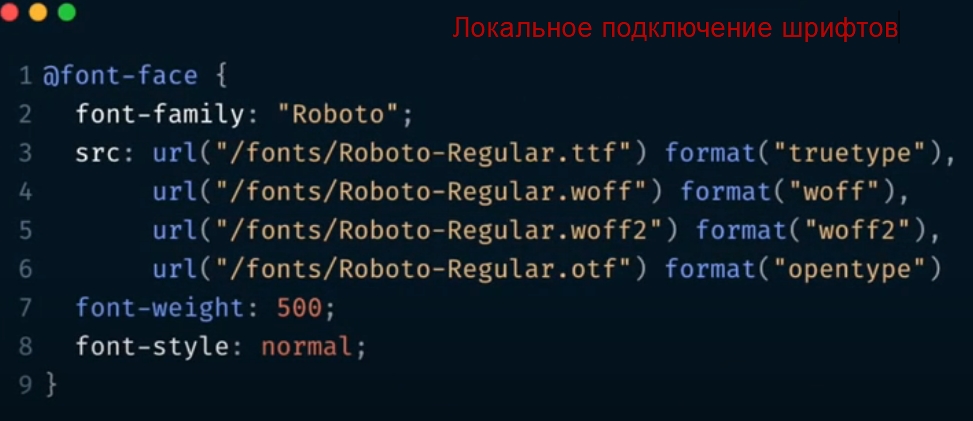 Локальное подключение шрифтов
1 @font-face {
2 font-family: "Roboto";
3 src: url("/fonts/Roboto-Regular.ttf") format("truetype"),
4 url("/fonts/Roboto-Regular.woff") format("woff"),
5 url("/fonts/Roboto-Regular.woff2") format("woff2"),
6 url("/fonts/Roboto-Regular.otf") format("opentype")
7 font-weight: 500;
8 font-style: normal;
9 }